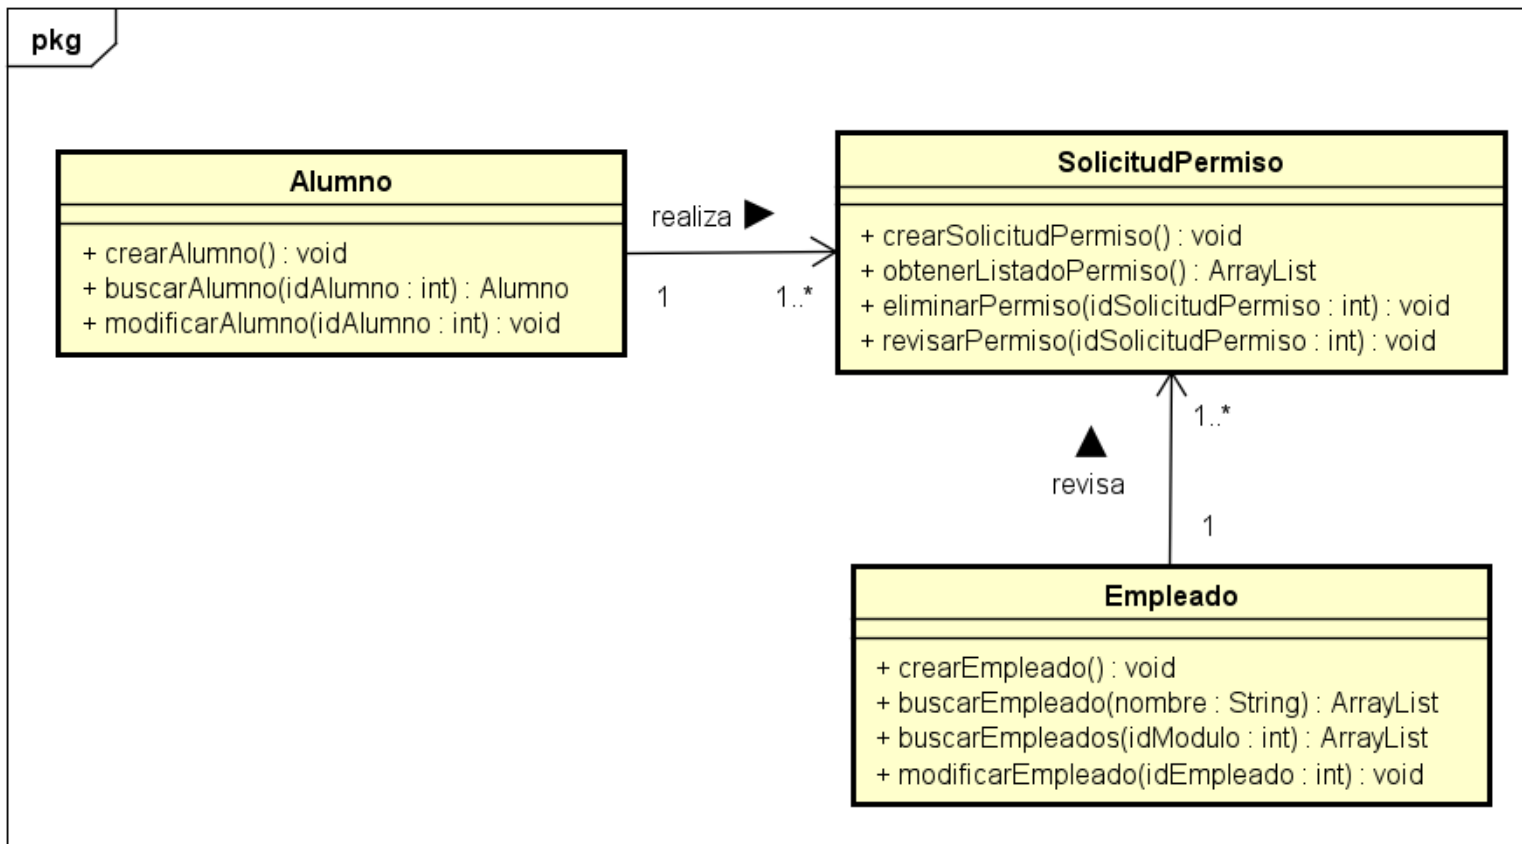 pkg
Alumno
+ crearAlumno() : void
+ buscarAlumno(idAlumno : int) : Alumno
+ modificarAlumno(idAlumno : int) : void
realiza
1
1..*
SolicitudPermiso
+ crearSolicitudPermiso() : void
+ obtenerListadoPermiso() : ArrayList
+ eliminarPermiso(idSolicitudPermiso : int) : void
+ revisarPermiso(idSolicitudPermiso : int) : void
1..*
revisa
1
Empleado
+ crearEmpleado() : void
+ buscarEmpleado(nombre : String) : ArrayList
+ buscarEmpleados(idModulo : int) : ArrayList
+ modificarEmpleado(idEmpleado : int) : void